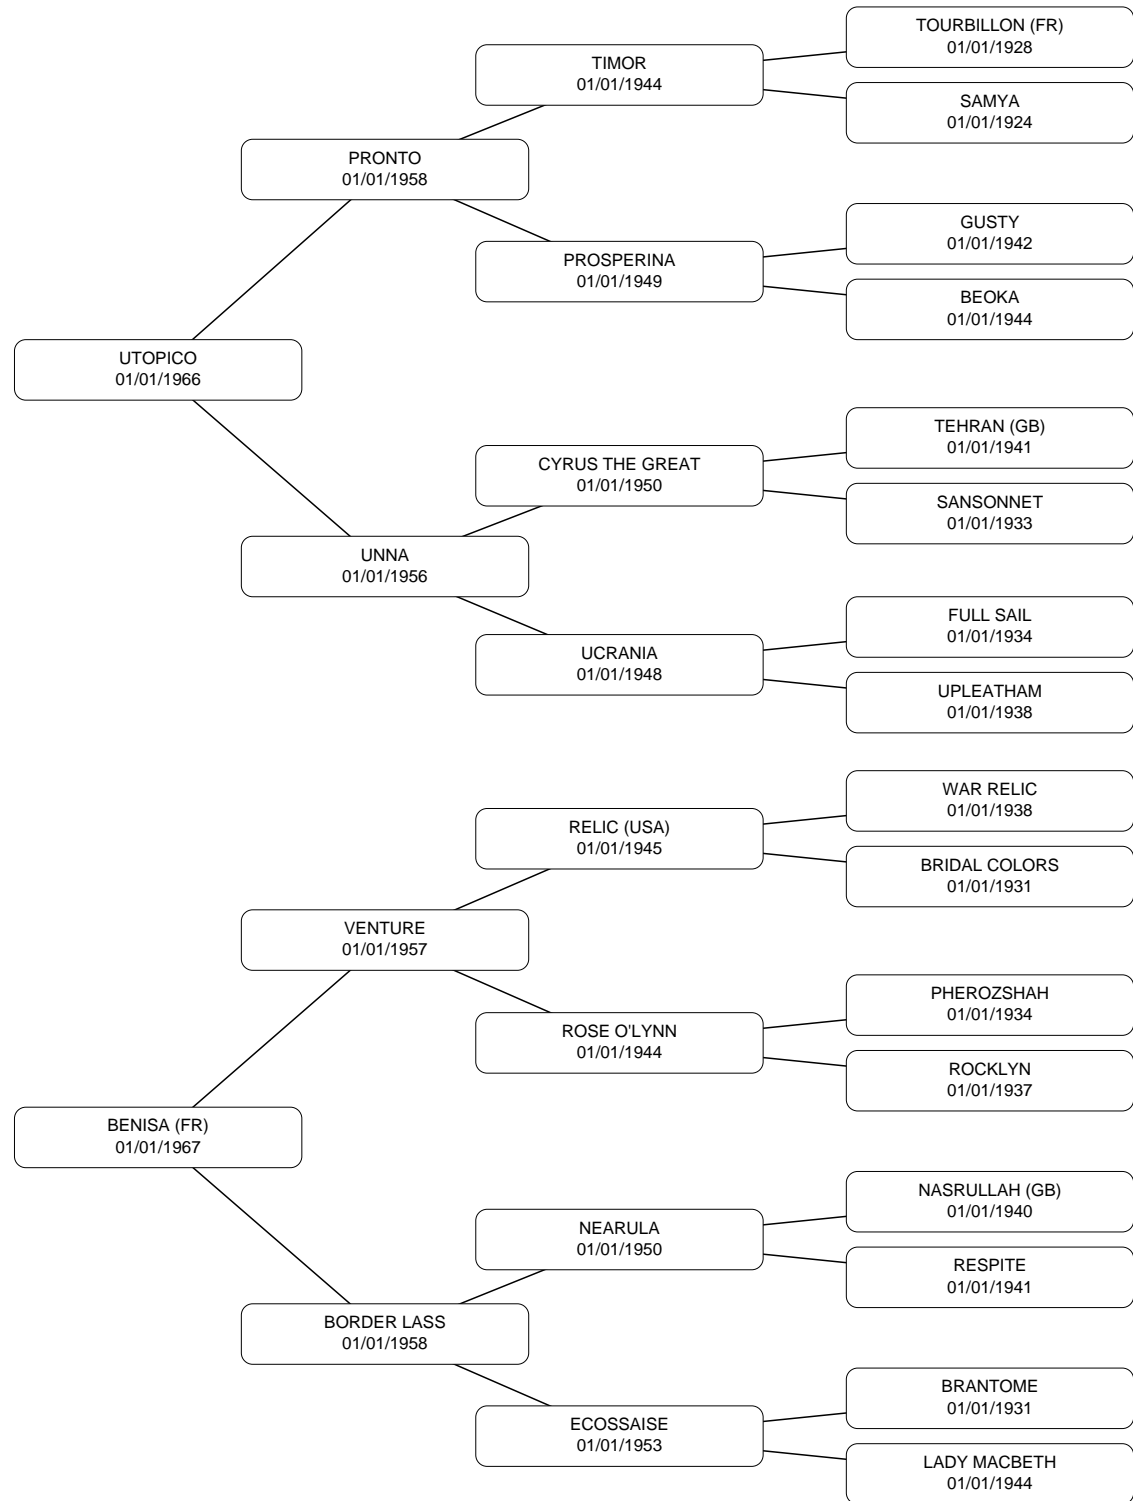 TOURBILLON (FR)
01/01/1928
TIMOR
01/01/1944
SAMYA
01/01/1924
PRONTO
01/01/1958
GUSTY
01/01/1942
PROSPERINA
01/01/1949
BEOKA
01/01/1944
UTOPICO
01/01/1966
TEHRAN (GB)
01/01/1941
CYRUS THE GREAT
01/01/1950
SANSONNET
01/01/1933
UNNA
01/01/1956
FULL SAIL
01/01/1934
UCRANIA
01/01/1948
UPLEATHAM
01/01/1938
WAR RELIC
01/01/1938
RELIC (USA)
01/01/1945
BRIDAL COLORS
01/01/1931
VENTURE
01/01/1957
PHEROZSHAH
01/01/1934
ROSE O'LYNN
01/01/1944
ROCKLYN
01/01/1937
BENISA (FR)
01/01/1967
NASRULLAH (GB)
01/01/1940
NEARULA
01/01/1950
RESPITE
01/01/1941
BORDER LASS
01/01/1958
BRANTOME
01/01/1931
ECOSSAISE
01/01/1953
LADY MACBETH
01/01/1944